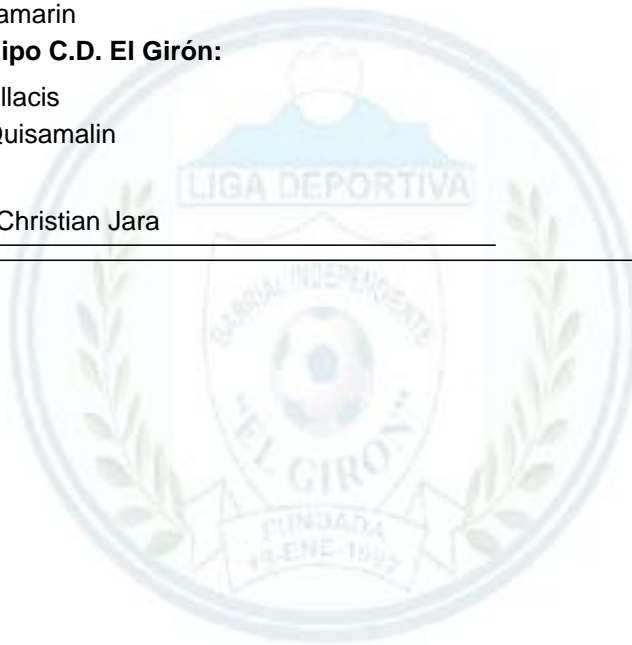 amarin
ipo C.D. El Girón:
llacis
Quisamalin
Christian Jara
LIGA DEPORTIVA
BARRIAL INDEPENDIENTE
"EL GIRON"
FUNDADA